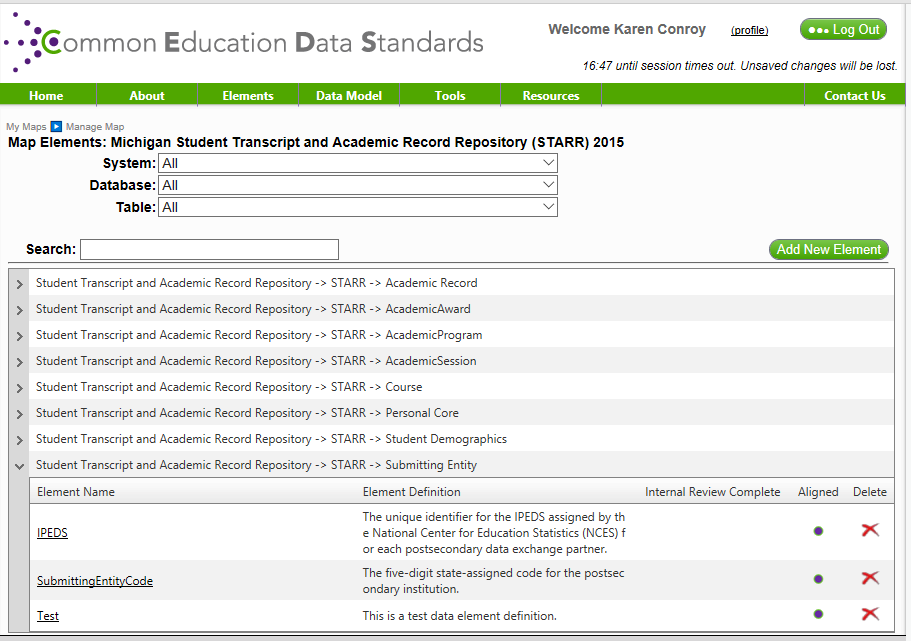 Common Education Data Standards
Welcome Karen Conroy (profile) Log Out
16:47 until session times out. Unsaved changes will be lost.
Home About Elements Data Model Tools Resources Contact Us
My Maps Manage Map
Map Elements: Michigan Student Transcript and Academic Record Repository (STARR) 2015
System: All
Database: All
Table: All
Search: Add New Element
Student Transcript and Academic Record Repository -> STARR -> Academic Record
Student Transcript and Academic Record Repository -> STARR -> AcademicAward
Student Transcript and Academic Record Repository -> STARR -> AcademicProgram
Student Transcript and Academic Record Repository -> STARR -> AcademicSession
Student Transcript and Academic Record Repository -> STARR -> Course
Student Transcript and Academic Record Repository -> STARR -> Personal Core
Student Transcript and Academic Record Repository -> STARR -> Student Demographics
Student Transcript and Academic Record Repository -> STARR -> Submitting Entity
Element Name Element Definition Internal Review Complete Aligned Delete
IPEDS
The unique identifier for the IPEDS assigned by th
e National Center for Education Statistics (NCES) f
or each postsecondary data exchange partner.
SubmittingEntityCode
The five-digit state-assigned code for the postsec
ondary institution.
Test This is a test data element definition.